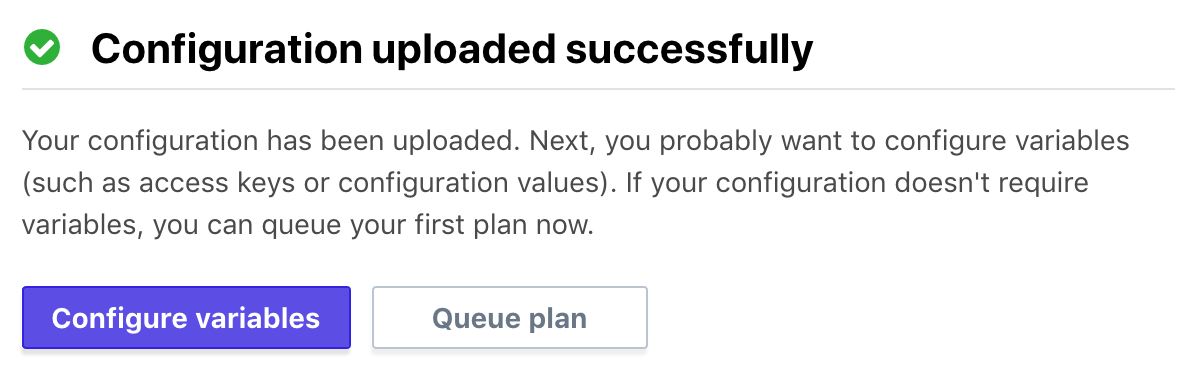 Configuration uploaded successfully
Your configuration has been uploaded. Next, you probably want to configure variables
(such as access keys or configuration values). If your configuration doesn't require
variables, you can queue your first plan now.
Configure variables
Queue plan